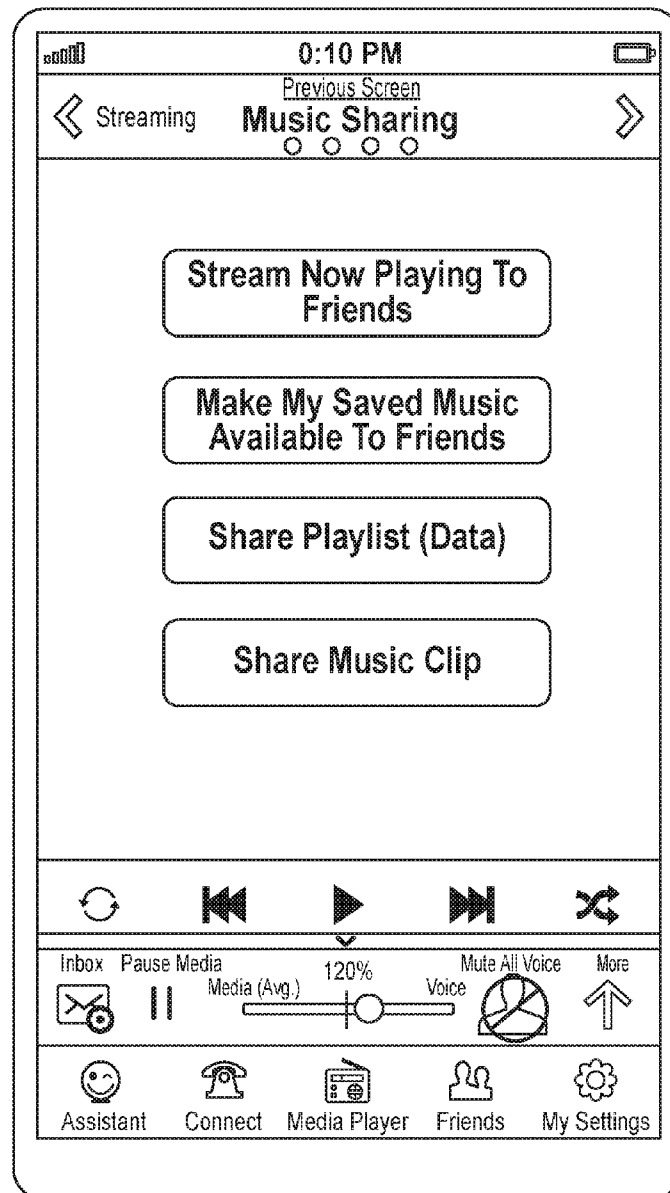 0:10 PM
Previous Screen
Streaming
Music Sharing
Stream Now Playing To
Friends
Make My Saved Music
Available To Friends
Share Playlist (Data)
Share Music Clip
Inbox
Pause Media
Media (Avg.)
120%
Voice
Mute All Voice
More
Assistant
Connect
Media Player
Friends
My Settings